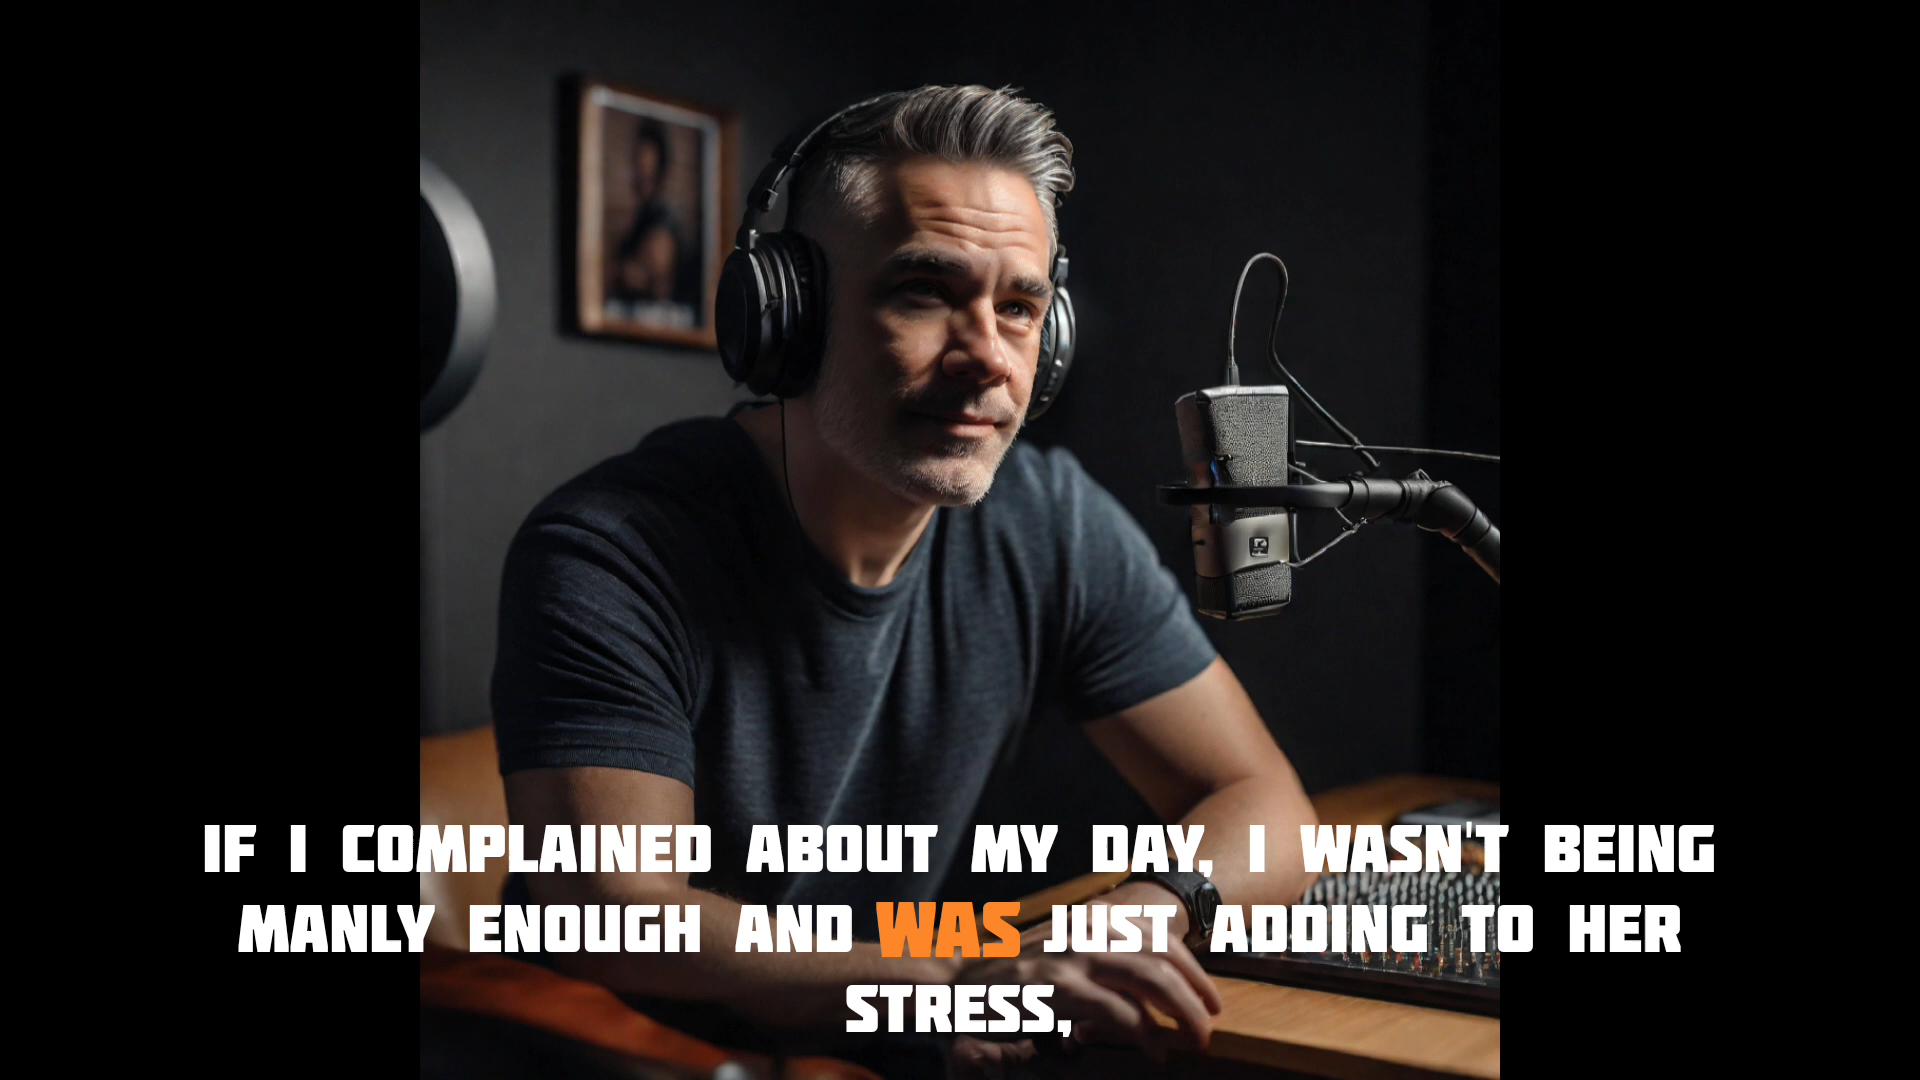 IF I COMPLAINED ABOUT MY DAY, I WASN'T BEING
MANLY ENOUGH AND WAS JUST ADDING TO HER
STRESS,